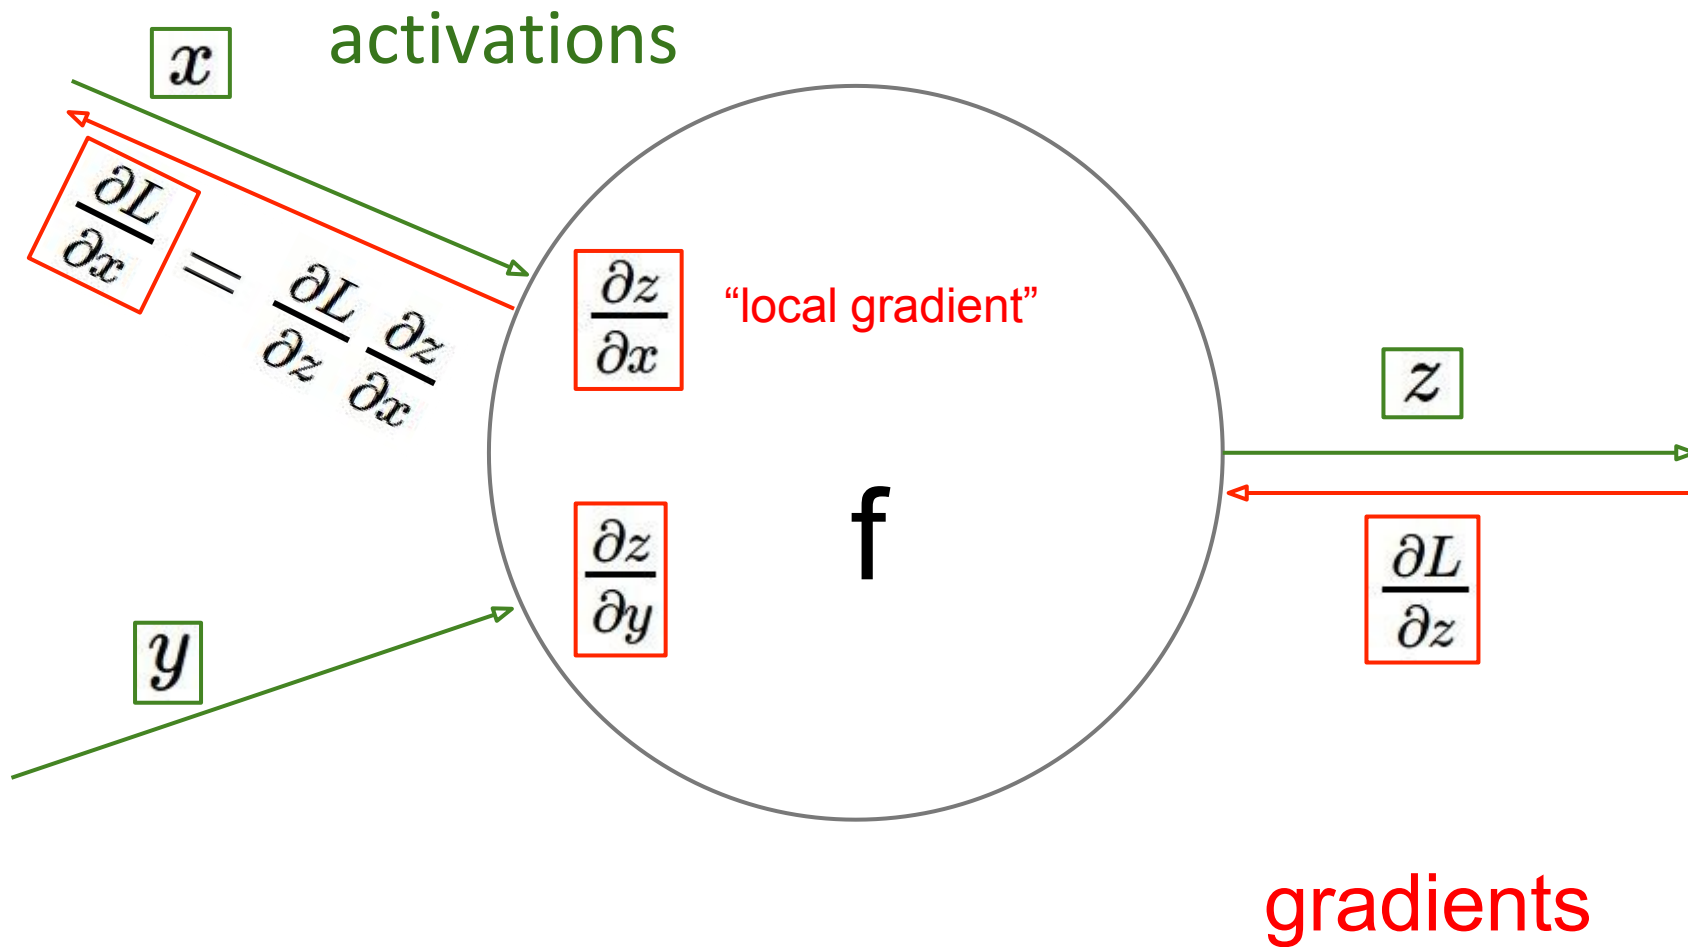 activations
x
∂L/∂x = ∂L/∂z ∂z/∂x
∂z/∂x
“local gradient”
z
f
∂z/∂y
∂L/∂z
y
gradients